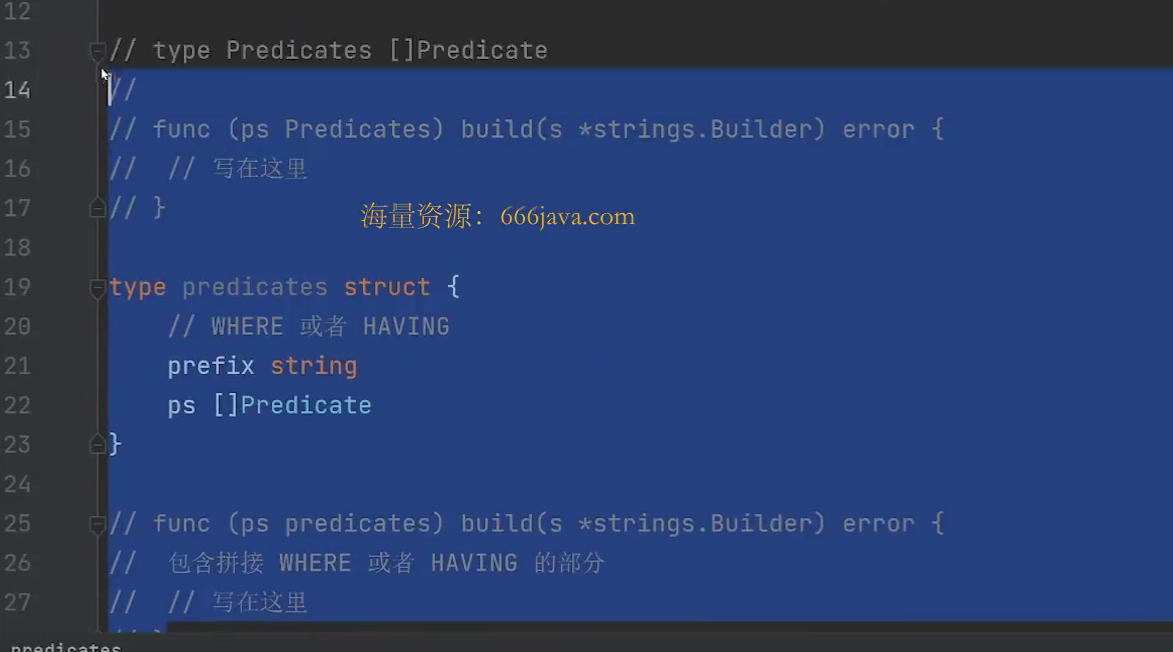 12
13 // type Predicates []Predicate
14 //
15 // func (ps Predicates) build(s *strings.Builder) error {
16 // // 写在这里
17 // }
海量资源：666java.com
18
19 type predicates struct {
20 // WHERE 或者 HAVING
21 prefix string
22 ps []Predicate
23 }
24
25 // func (ps predicates) build(s *strings.Builder) error {
26 // 包含拼接 WHERE 或者 HAVING 的部分
27 // // 写在这里
// }
predicates